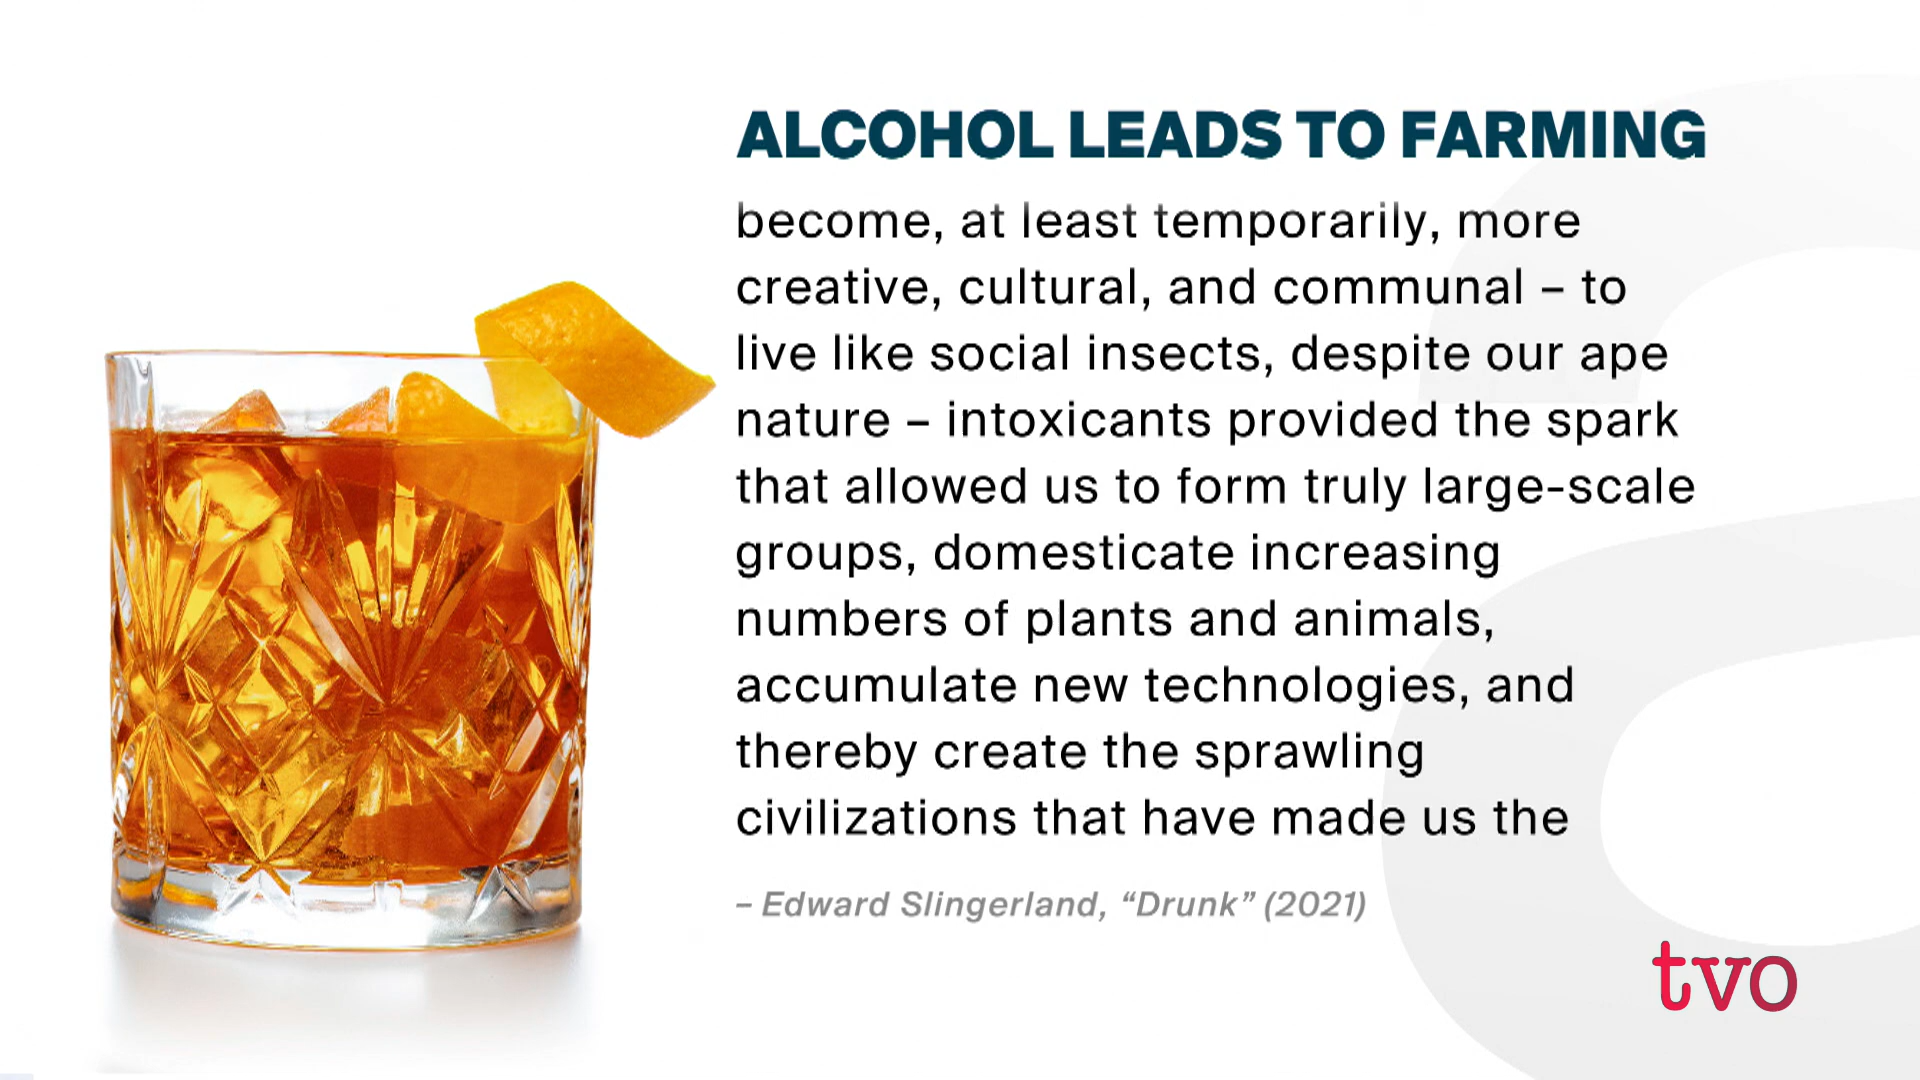 ALCOHOL LEADS TO FARMING
become, at least temporarily, more
creative, cultural, and communal – to
live like social insects, despite our ape
nature – intoxicants provided the spark
that allowed us to form truly large-scale
groups, domesticate increasing
numbers of plants and animals,
accumulate new technologies, and
thereby create the sprawling
civilizations that have made us the
– Edward Slingerland, “Drunk” (2021)
tvo